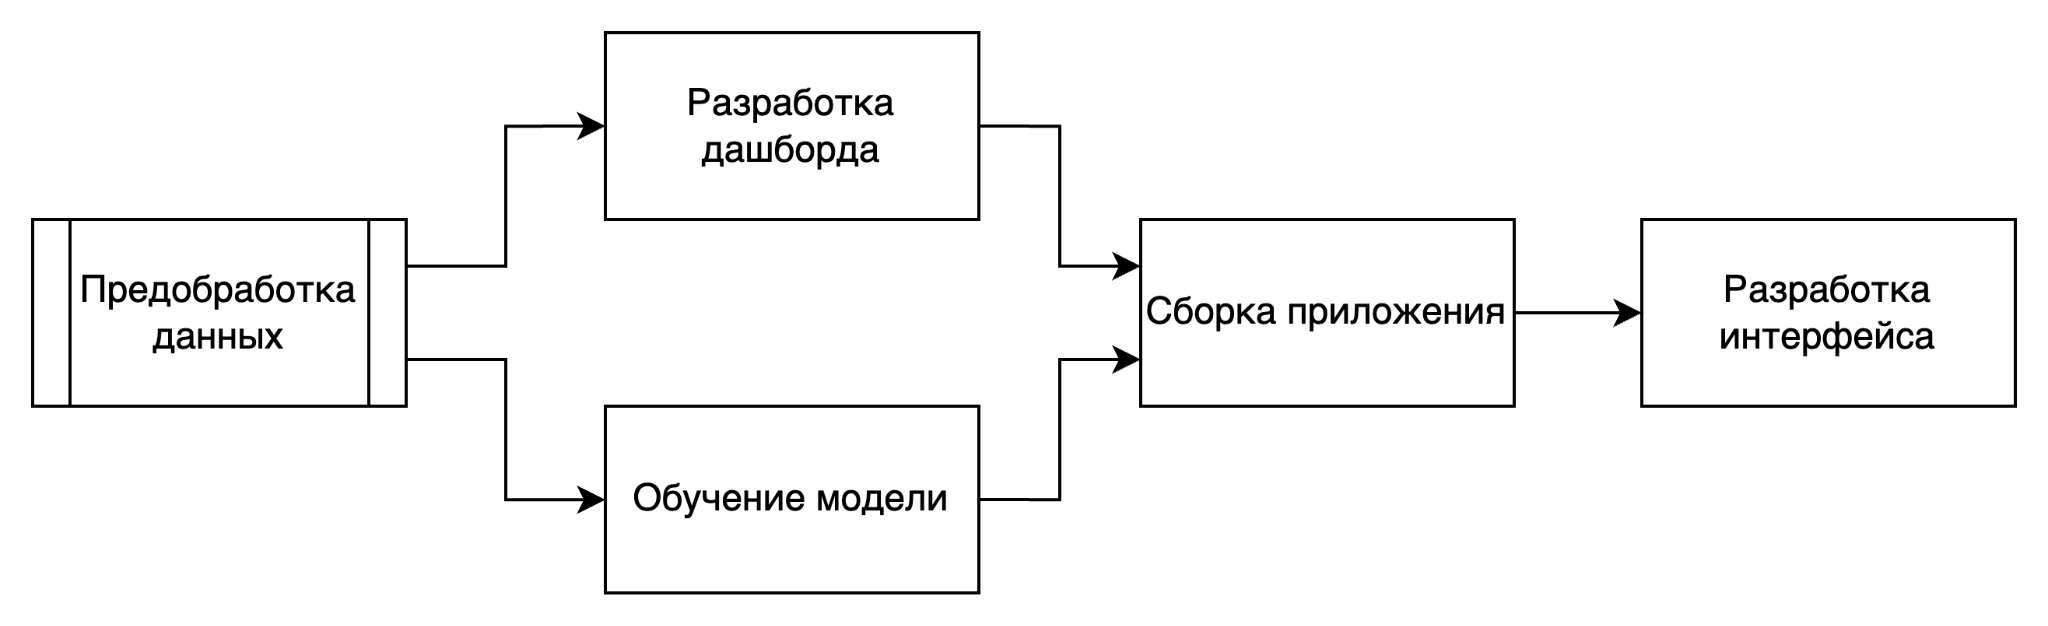 Предобработка
данных
Разработка
дашборда
Обучение модели
Сборка приложения
Разработка
интерфейса